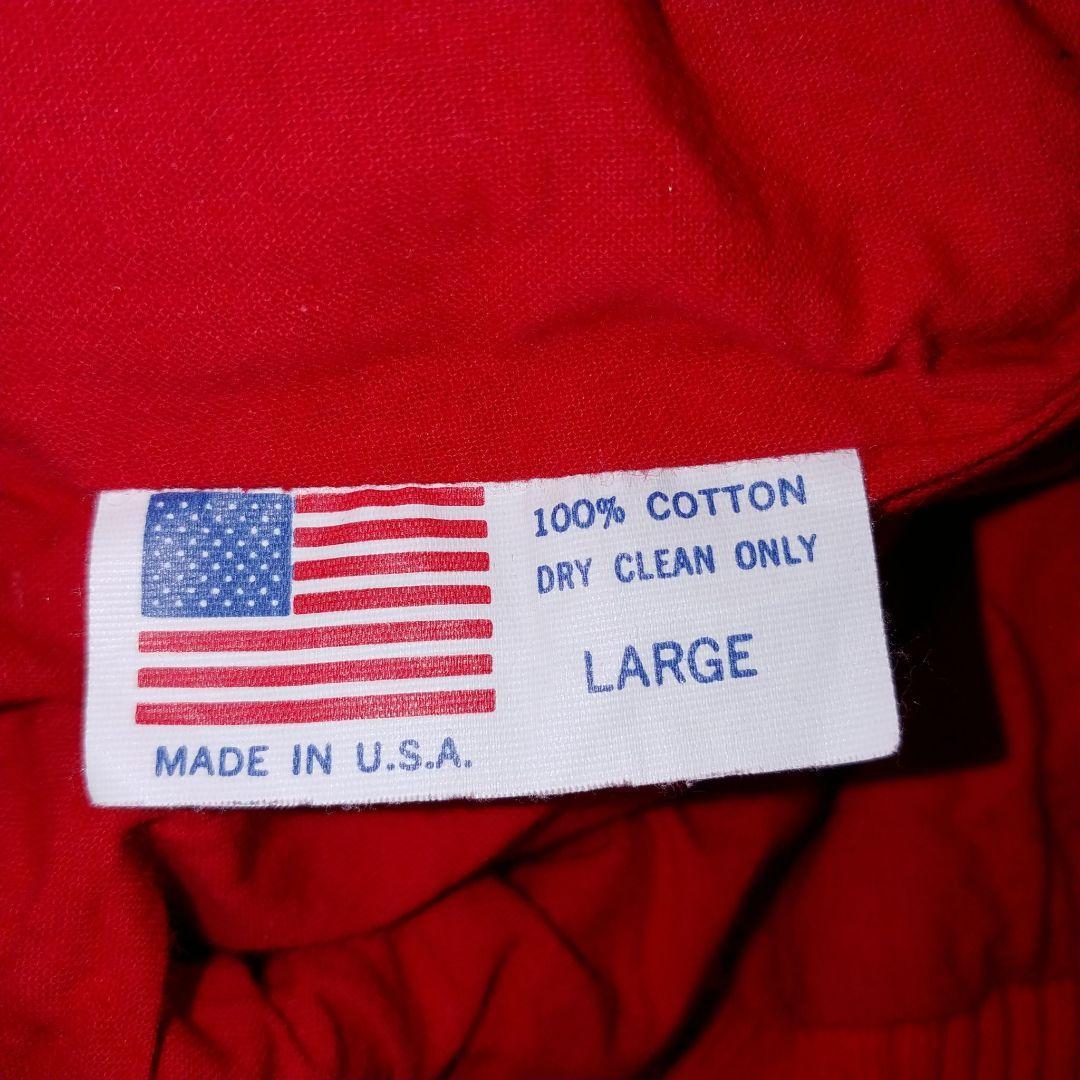 100% COTTON
DRY CLEAN ONLY
LARGE
MADE IN U.S.A.